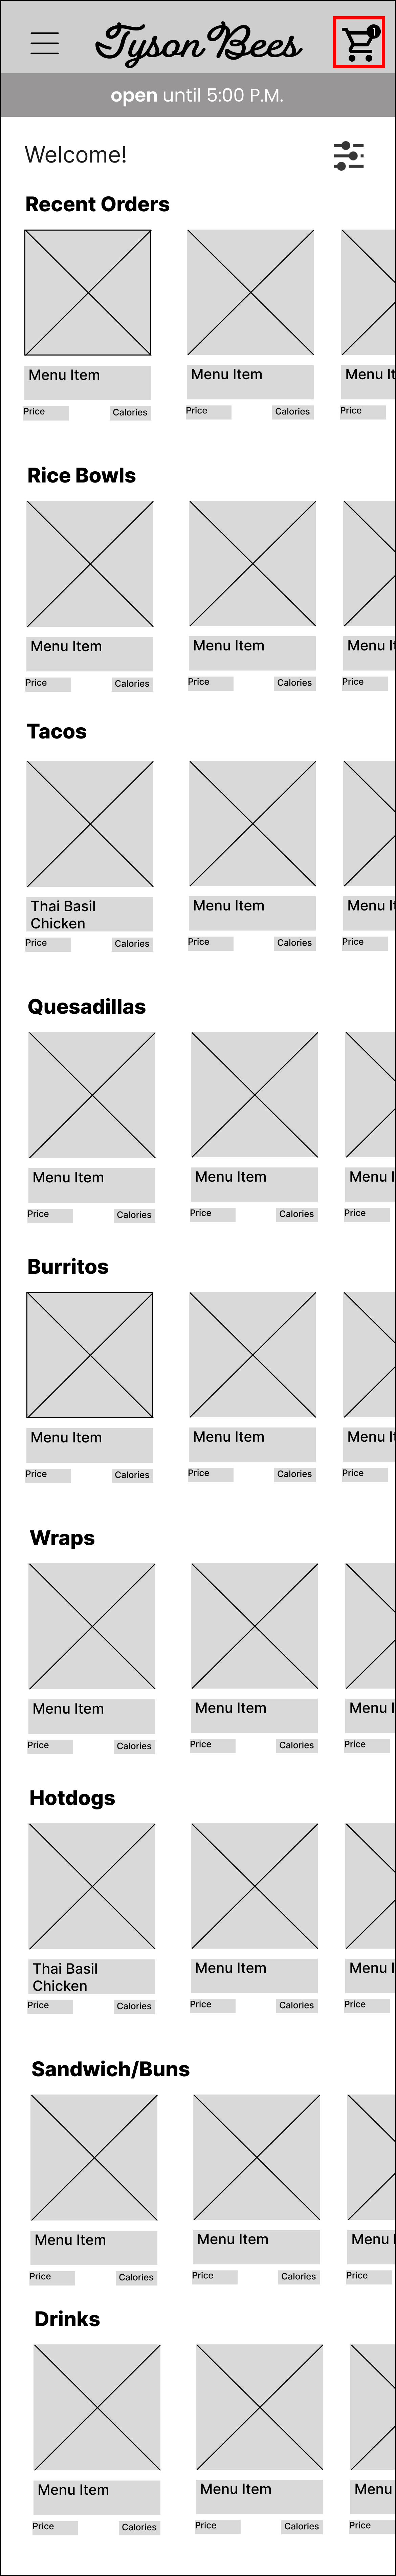 Tyson Bees
1
open until 5:00 P.M.
Welcome!
Recent Orders
Menu Item
Menu Item
Menu It
Price
Calories
Price
Calories
Price
Rice Bowls
Menu Item
Menu Item
Menu It
Price
Calories
Price
Calories
Price
Tacos
Thai Basil
Chicken
Menu Item
Menu It
Price
Calories
Price
Calories
Price
Quesadillas
Menu Item
Menu Item
Menu I
Price
Calories
Price
Calories
Price
Burritos
Menu Item
Menu Item
Menu It
Price
Calories
Price
Calories
Price
Wraps
Menu Item
Menu Item
Menu I
Price
Calories
Price
Calories
Price
Hotdogs
Thai Basil
Chicken
Menu Item
Menu I
Price
Calories
Price
Calories
Price
Sandwich/Buns
Menu Item
Menu Item
Menu I
Price
Calories
Price
Calories
Price
Drinks
Menu Item
Menu Item
Menu
Price
Calories
Price
Calories
Price